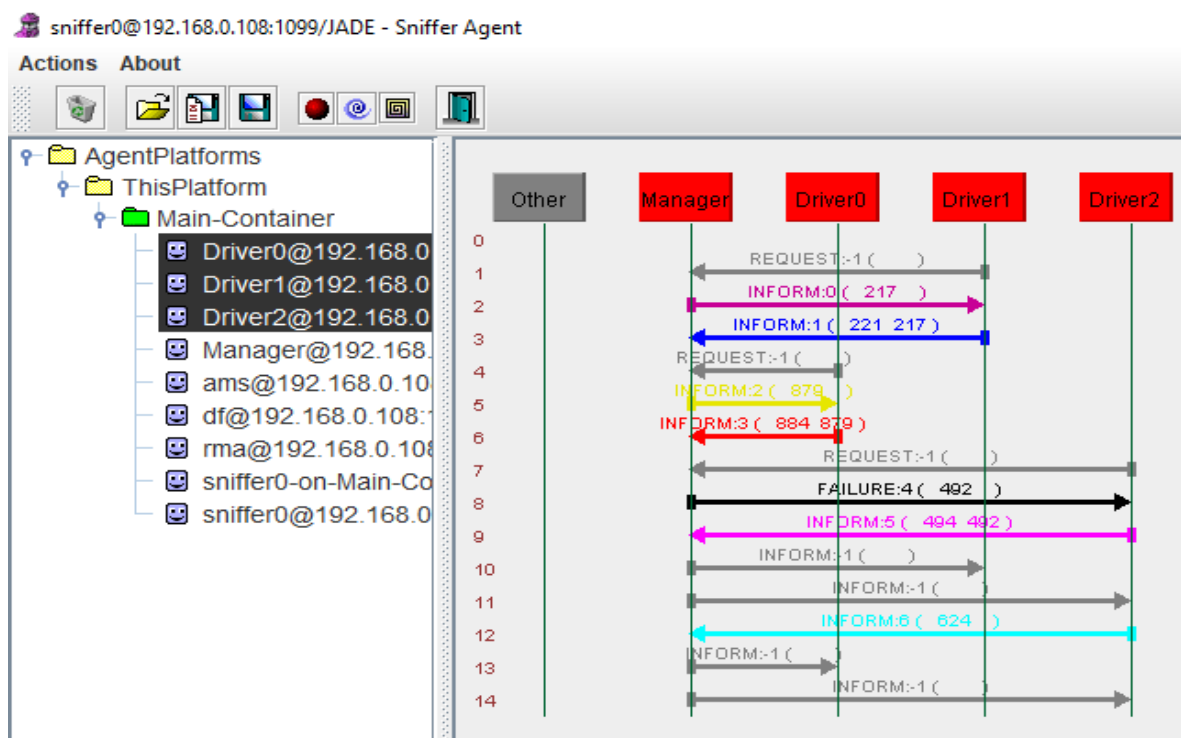 sniffer0@192.168.0.108:1099/JADE - Sniffer Agent
Actions About
AgentPlatforms
ThisPlatform
Main-Container
Driver0@192.168.0
Driver1@192.168.0
Driver2@192.168.0
Manager@192.168.
ams@192.168.0.10
df@192.168.0.108:
rma@192.168.0.108
sniffer0-on-Main-Co
sniffer0@192.168.0
Other Manager Driver0 Driver1 Driver2
0
REQUEST:-1 ( )
1
INFORM:0 ( 217 )
2
INFORM:1 ( 221 217 )
3
REQUEST:-1 ( )
4
INFORM:2 ( 879 )
5
INFORM:3 ( 884 879 )
6
REQUEST:-1 ( )
7
FAILURE:4 ( 492 )
8
INFORM:5 ( 494 492 )
9
INFORM:-1 ( )
10
INFORM:-1 ( )
11
INFORM:6 ( 624 )
12
INFORM:-1 ( )
13
INFORM:-1 ( )
14